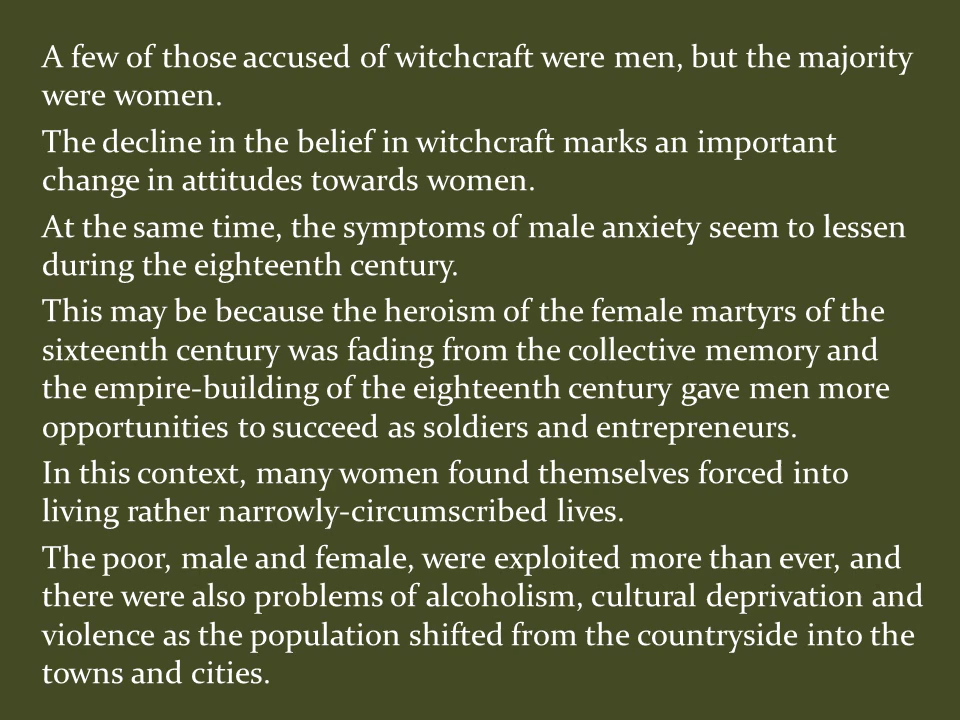 A few of those accused of witchcraft were men, but the majority
were women.
The decline in the belief in witchcraft marks an important
change in attitudes towards women.
At the same time, the symptoms of male anxiety seem to lessen
during the eighteenth century.
This may be because the heroism of the female martyrs of the
sixteenth century was fading from the collective memory and
the empire-building of the eighteenth century gave men more
opportunities to succeed as soldiers and entrepreneurs.
In this context, many women found themselves forced into
living rather narrowly-circumscribed lives.
The poor, male and female, were exploited more than ever, and
there were also problems of alcoholism, cultural deprivation and
violence as the population shifted from the countryside into the
towns and cities.